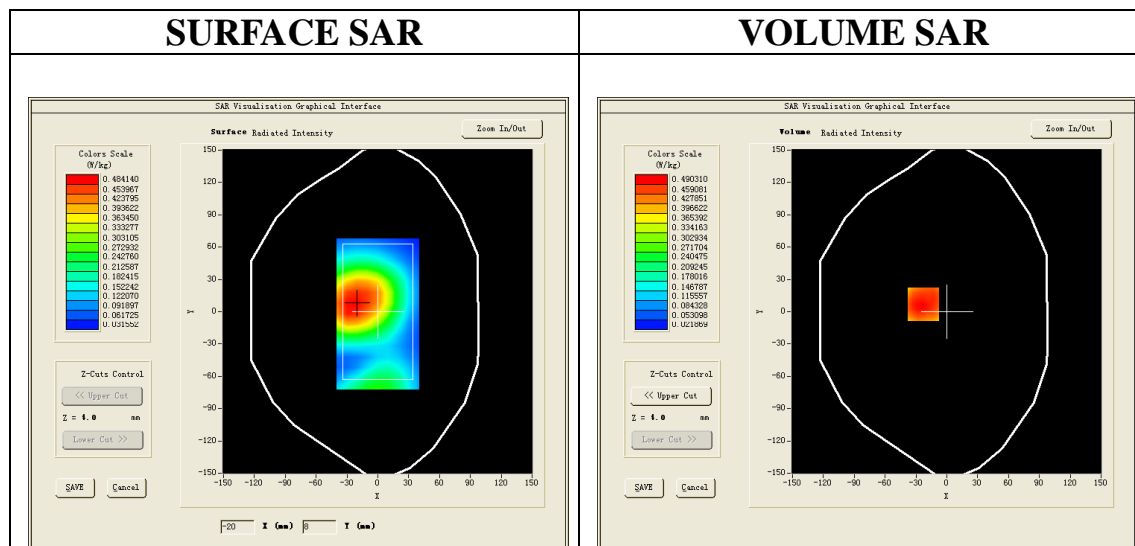 SURFACE SAR
VOLUME SAR
SAR Visualisation Graphical Interface
Surface Radiated Intensity
Zoom In/Out
Colors Scale
(W/kg)
0.484140
0.453967
0.423795
0.393622
0.363450
0.333277
0.303105
0.272932
0.242760
0.212587
0.182415
0.152242
0.122070
0.091897
0.061725
0.031552
Z-Cuts Control
<< Upper Cut
Z = 4.0 mm
Lower Cut >>
SAVE Cancel
150
120
90
60
30
0
-30
-60
-90
-120
-150
Y
-150 -120 -90 -60 -30 0 30 60 90 120 150
X
-20 X (mm) 8 Y (mm)
SAR Visualisation Graphical Interface
Volume Radiated Intensity
Zoom In/Out
Colors Scale
(W/kg)
0.490310
0.459081
0.427851
0.396622
0.365392
0.334163
0.302934
0.271704
0.240475
0.209245
0.178016
0.146787
0.115557
0.084328
0.053098
0.021869
Z-Cuts Control
<< Upper Cut
Z = 4.0 mm
Lower Cut >>
SAVE Cancel
150
120
90
60
30
0
-30
-60
-90
-120
-150
Y
-150 -120 -90 -60 -30 0 30 60 90 120 150
X